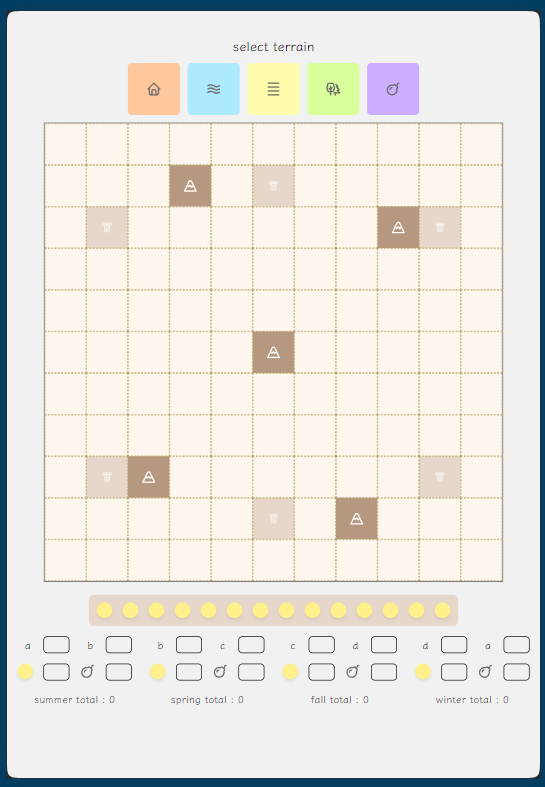 select terrain
a b b c c d d a
summer total : 0 spring total : 0 fall total : 0 winter total : 0